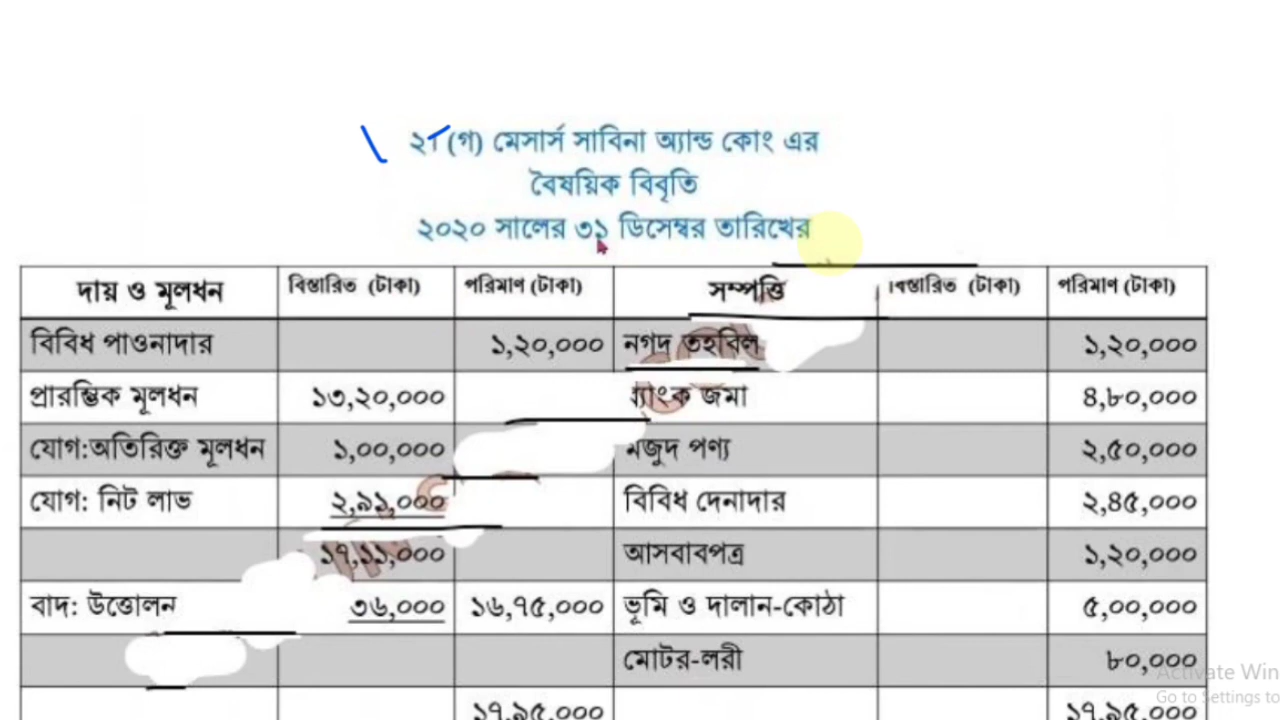 ২। (গ) মেসার্স সাবিনা অ্যান্ড কোং এর
বৈষয়িক বিবৃতি
২০২০ সালের ৩১ ডিসেম্বর তারিখের
দায় ও মূলধন বিস্তারিত (টাকা) পরিমাণ (টাকা) সম্পত্তি বিস্তারিত (টাকা) পরিমাণ (টাকা)
বিবিধ পাওনাদার ১,২০,০০০ নগদ তহবিল ১,২০,০০০
প্রারম্ভিক মূলধন ১৩,২০,০০০ ব্যাংক জমা ৪,৮০,০০০
যোগ:অতিরিক্ত মূলধন ১,০০,০০০ মজুদ পণ্য ২,৫০,০০০
যোগ: নিট লাভ ২,৯১,০০০ বিবিধ দেনাদার ২,৪৫,০০০
১৭,১১,০০০ আসবাবপত্র ১,২০,০০০
বাদ: উত্তোলন ৩৬,০০০ ১৬,৭৫,০০০ ভূমি ও দালান-কোঠা ৫,০০,০০০
মোটর-লরী ৮০,০০০
১৭,৯৫,০০০ ১৭,৯৫,০০০
Activate Win
Go to Settings to